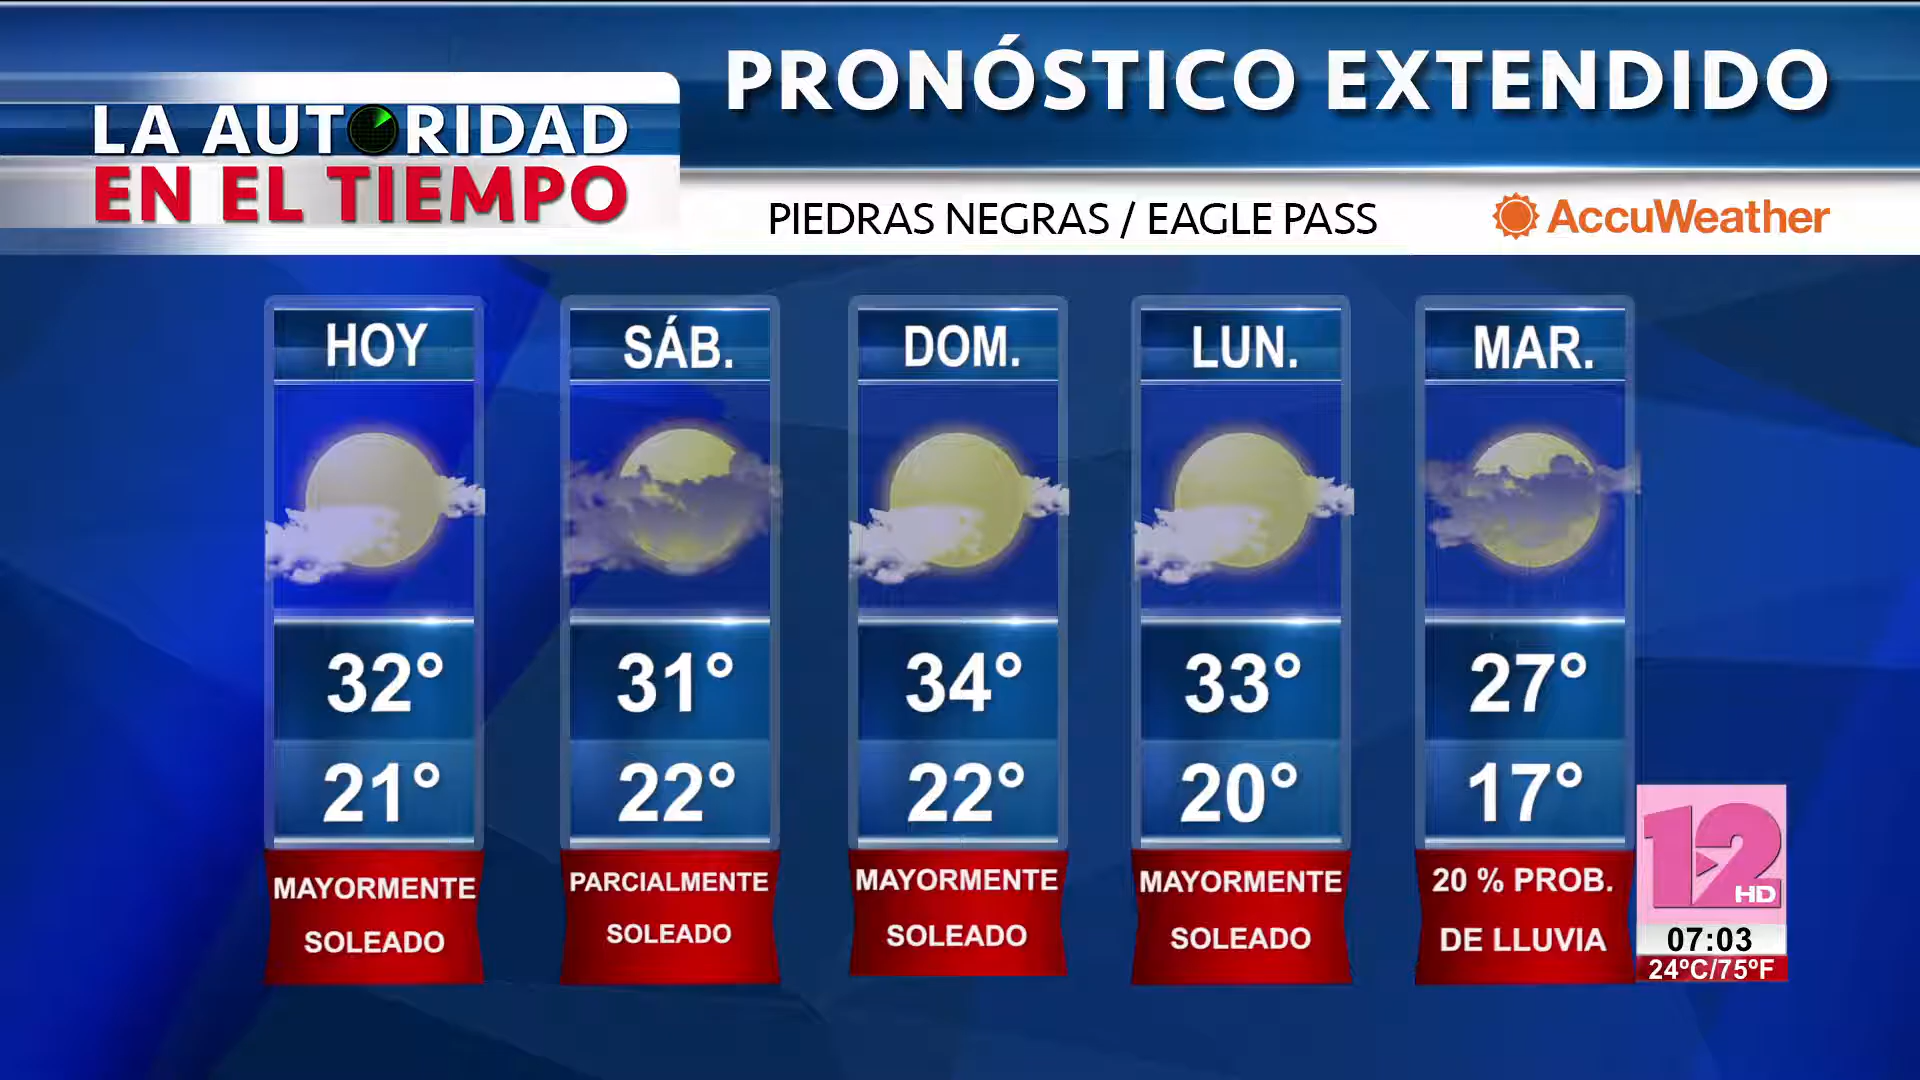 PRONÓSTICO EXTENDIDO
LA AUTORIDAD
EN EL TIEMPO
PIEDRAS NEGRAS / EAGLE PASS
AccuWeather
HOY
32°
21°
MAYORMENTE
SOLEADO
SÁB.
31°
22°
PARCIALMENTE
SOLEADO
DOM.
34°
22°
MAYORMENTE
SOLEADO
LUN.
33°
20°
MAYORMENTE
SOLEADO
MAR.
27°
17°
20 % PROB.
DE LLUVIA
12
HD
07:03
24ºC/75ºF